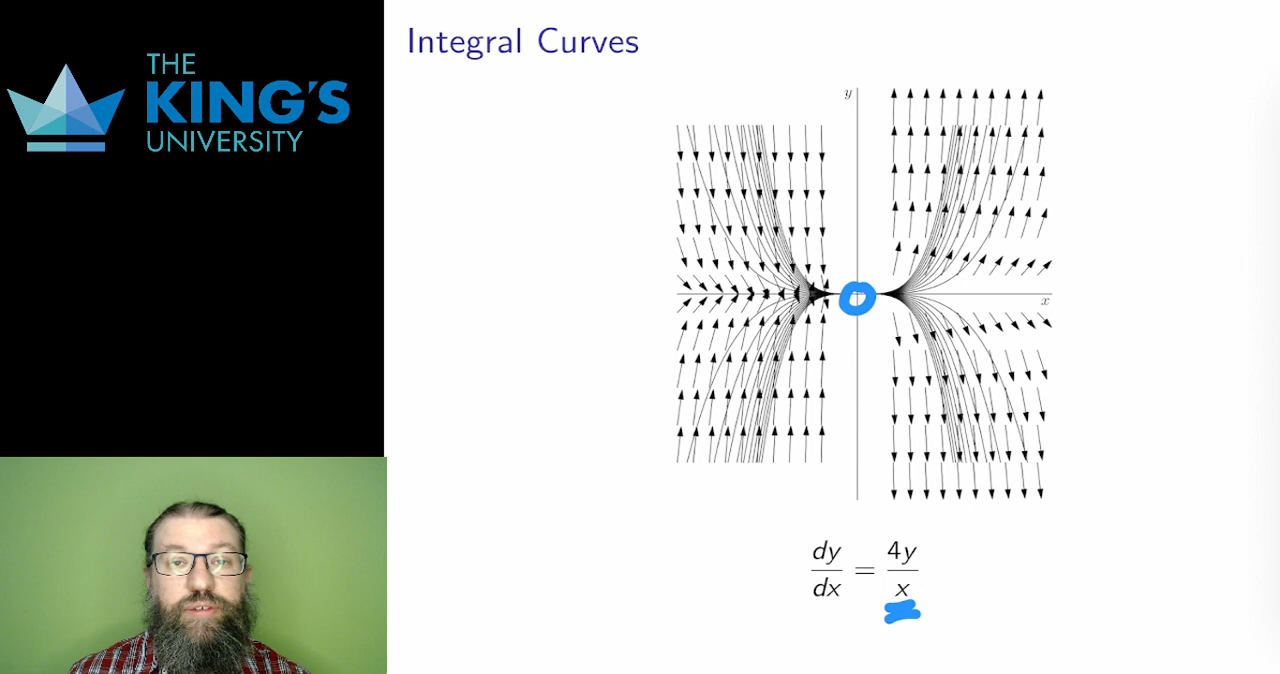 THE
KING'S
UNIVERSITY
Integral Curves
y
x
dy/dx = 4y/x